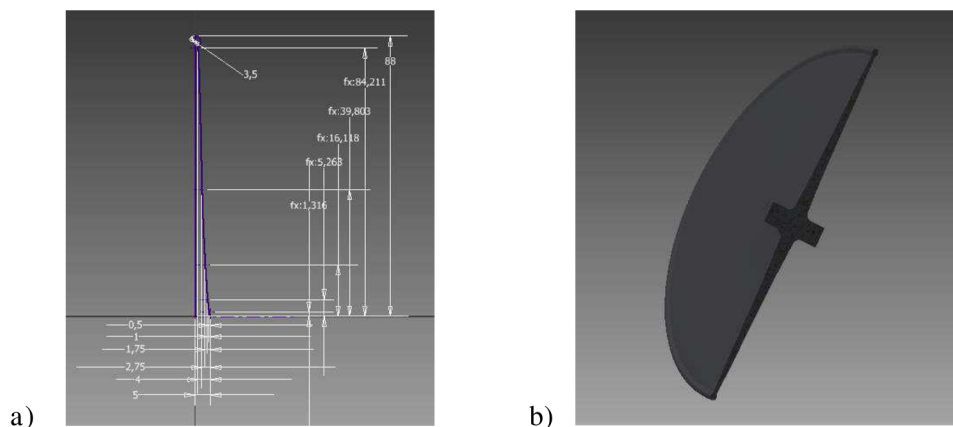 88
3,5
fx:84,211
fx:39,803
fx:16,118
fx:5,263
fx:1,316
0,5
1
1,75
2,75
4
5
a)
b)